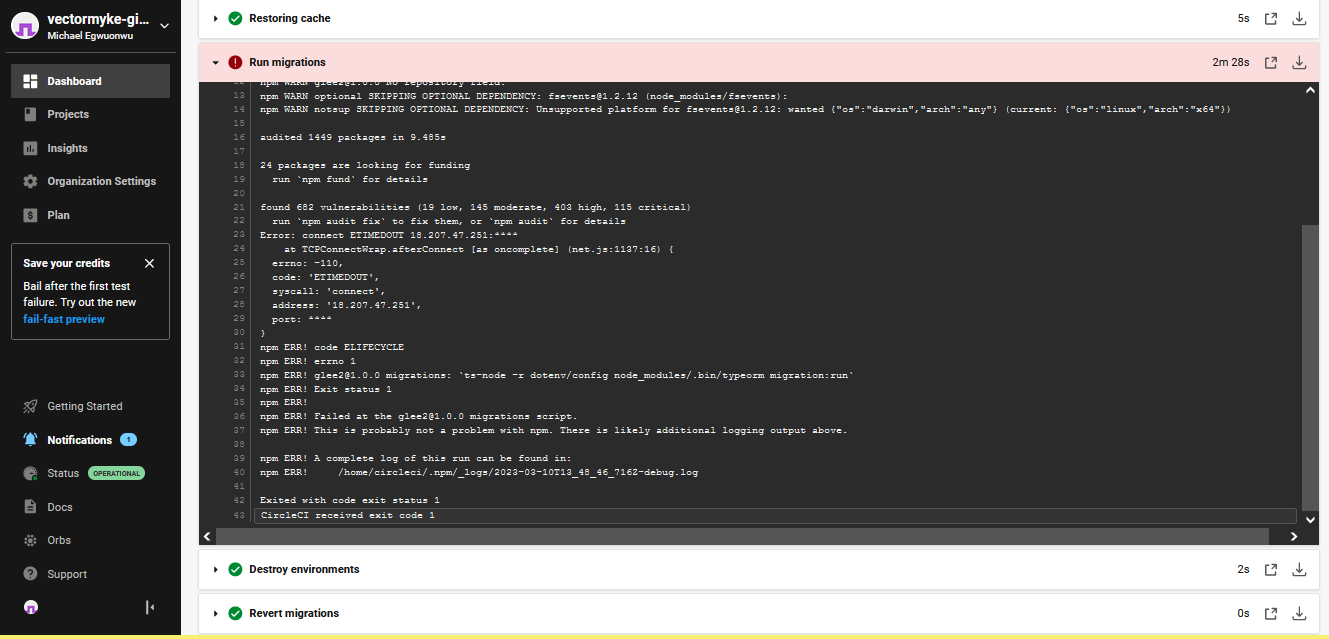 vectormyke-gi...
Michael Egwuonwu
Dashboard
Projects
Insights
Organization Settings
Plan
Save your credits
Bail after the first test
failure. Try out the new
fail-fast preview
Getting Started
Notifications 1
Status OPERATIONAL
Docs
Orbs
Support
Restoring cache 5s
Run migrations 2m 28s
12 npm WARN glee2@1.0.0 No repository field.
13 npm WARN optional SKIPPING OPTIONAL DEPENDENCY: fsevents@1.2.12 (node_modules/fsevents):
14 npm WARN notsup SKIPPING OPTIONAL DEPENDENCY: Unsupported platform for fsevents@1.2.12: wanted {"os":"darwin","arch":"any"} (current: {"os":"linux","arch":"x64"})
15
16 audited 1449 packages in 9.485s
17
18 24 packages are looking for funding
19 run `npm fund` for details
20
21 found 682 vulnerabilities (19 low, 145 moderate, 403 high, 115 critical)
22 run `npm audit fix` to fix them, or `npm audit` for details
23 Error: connect ETIMEDOUT 18.207.47.251:****
24 at TCPConnectWrap.afterConnect [as oncomplete] (net.js:1137:16) {
25 errno: -110,
26 code: 'ETIMEDOUT',
27 syscall: 'connect',
28 address: '18.207.47.251',
29 port: ****
30 }
31 npm ERR! code ELIFECYCLE
32 npm ERR! errno 1
33 npm ERR! glee2@1.0.0 migrations: `ts-node -r dotenv/config node_modules/.bin/typeorm migration:run`
34 npm ERR! Exit status 1
35 npm ERR!
36 npm ERR! Failed at the glee2@1.0.0 migrations script.
37 npm ERR! This is probably not a problem with npm. There is likely additional logging output above.
38
39 npm ERR! A complete log of this run can be found in:
40 npm ERR! /home/circleci/.npm/_logs/2023-03-10T13_48_46_716Z-debug.log
41
42 Exited with code exit status 1
43 CircleCI received exit code 1
Destroy environments 2s
Revert migrations 0s